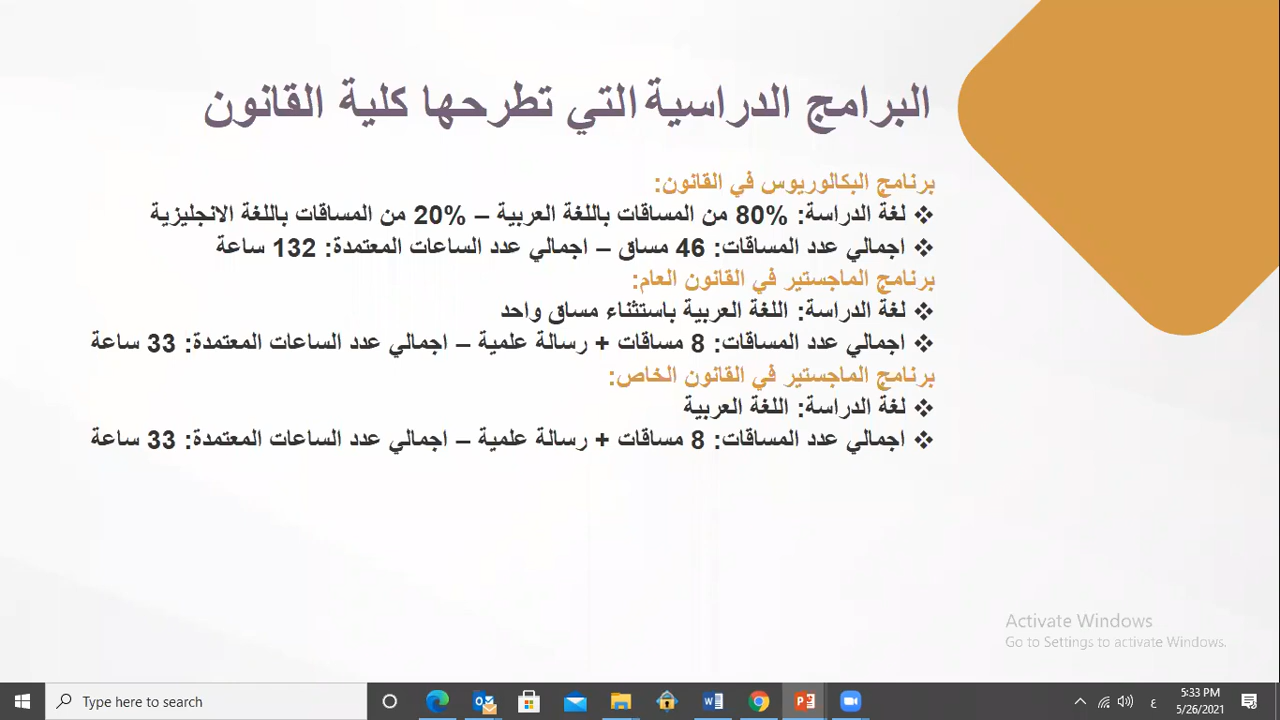 البرامج الدراسية التي تطرحها كلية القانون
برنامج البكالوريوس في القانون:
❖ لغة الدراسة: 80% من المساقات باللغة العربية – 20% من المساقات باللغة الانجليزية
❖ اجمالي عدد المساقات: 46 مساق – اجمالي عدد الساعات المعتمدة: 132 ساعة
برنامج الماجستير في القانون العام:
❖ لغة الدراسة: اللغة العربية باستثناء مساق واحد
❖ اجمالي عدد المساقات: 8 مساقات + رسالة علمية – اجمالي عدد الساعات المعتمدة: 33 ساعة
برنامج الماجستير في القانون الخاص:
❖ لغة الدراسة: اللغة العربية
❖ اجمالي عدد المساقات: 8 مساقات + رسالة علمية – اجمالي عدد الساعات المعتمدة: 33 ساعة
Activate Windows
Go to Settings to activate Windows.
Type here to search
ع
5:33 PM
5/26/2021